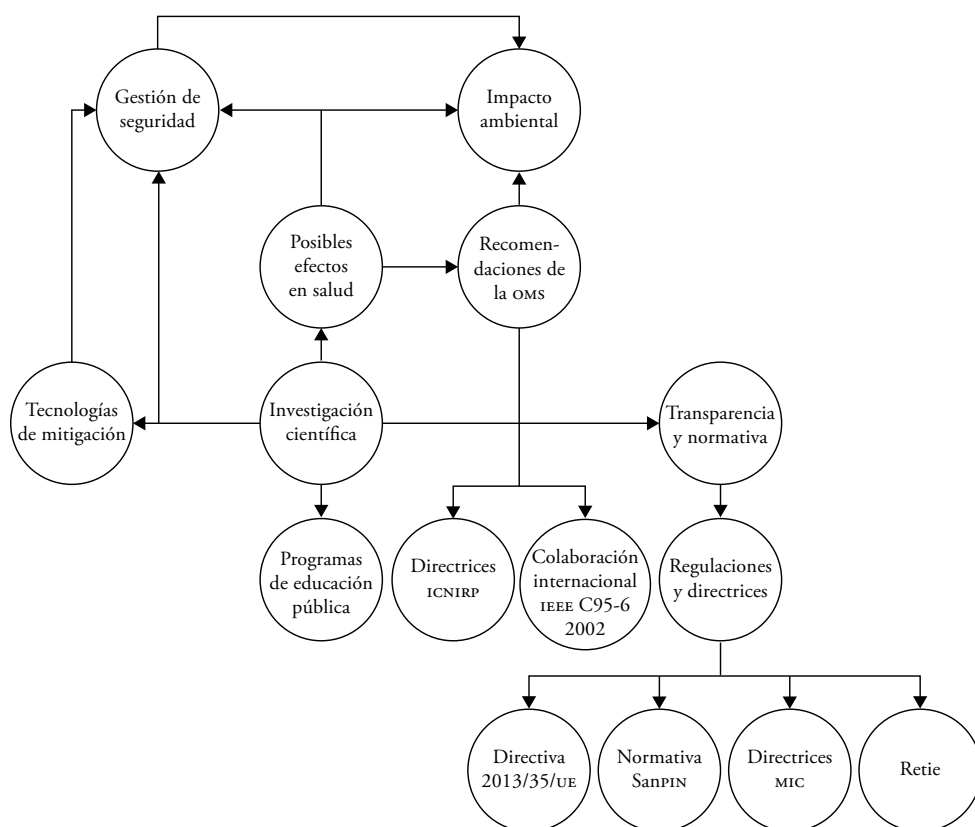 Gestión de
seguridad
Impacto
ambiental
Posibles
efectos
en salud
Recomen-
daciones de
la OMS
Tecnologías
de mitigación
Investigación
científica
Transparencia
y normativa
Programas
de educación
pública
Directrices
ICNIRP
Colaboración
internacional
IEEE C95-6
2002
Regulaciones
y directrices
Directiva
2013/35/UE
Normativa
SanPIN
Directrices
MIC
Retie